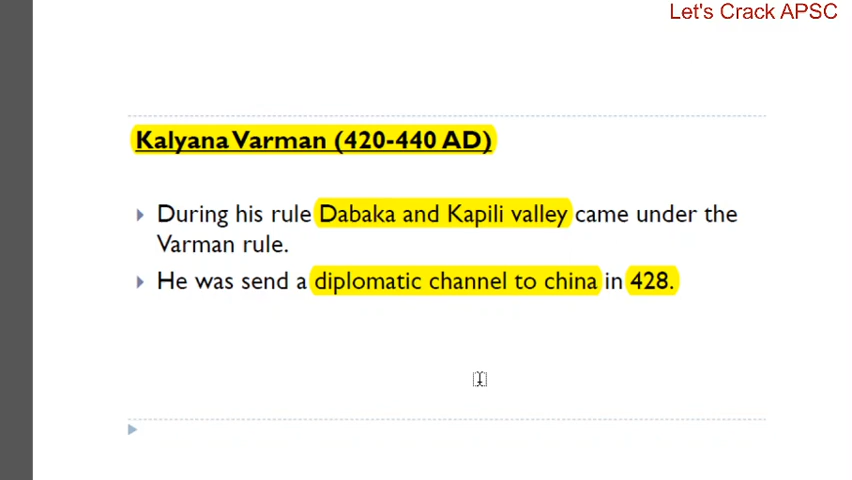 Let's Crack APSC
Kalyana Varman (420-440 AD)
During his rule Dabaka and Kapili valley came under the
Varman rule.
He was send a diplomatic channel to china in 428.